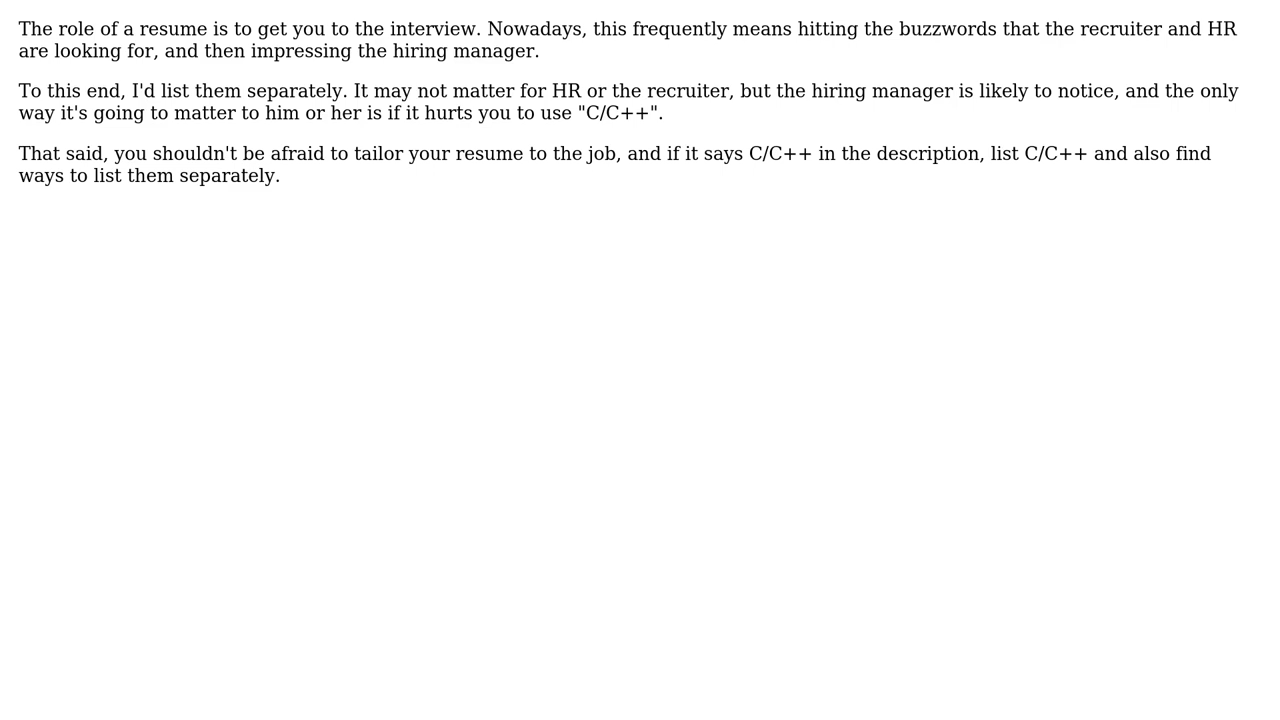 The role of a resume is to get you to the interview. Nowadays, this frequently means hitting the buzzwords that the recruiter and HR
are looking for, and then impressing the hiring manager.
To this end, I'd list them separately. It may not matter for HR or the recruiter, but the hiring manager is likely to notice, and the only
way it's going to matter to him or her is if it hurts you to use "C/C++".
That said, you shouldn't be afraid to tailor your resume to the job, and if it says C/C++ in the description, list C/C++ and also find
ways to list them separately.